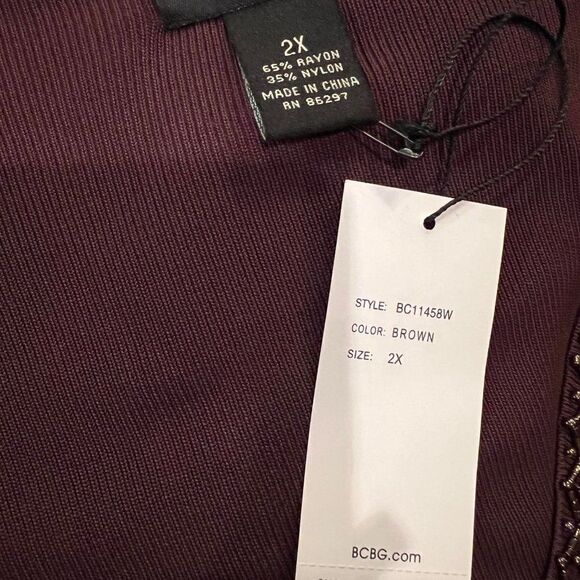 2X
65% RAYON
35% NYLON
MADE IN CHINA
RN 86297
STYLE: BC11458W
COLOR: BROWN
SIZE: 2X
BCBG.com